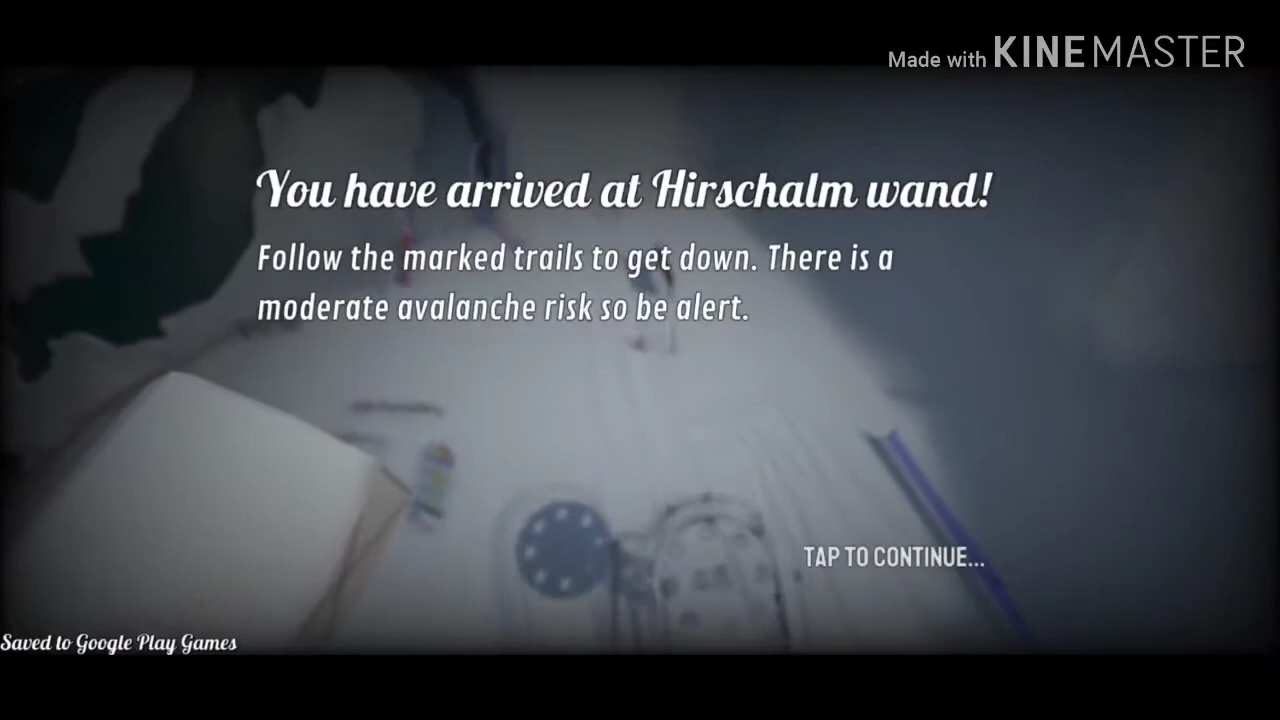 Made with KINEMASTER
You have arrived at Hirschalm wand!
Follow the marked trails to get down. There is a
moderate avalanche risk so be alert.
TAP TO CONTINUE...
Saved to Google Play Games